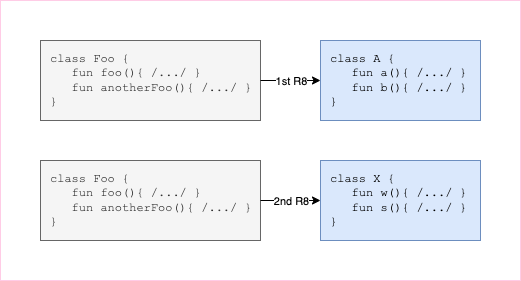 class Foo {
fun foo(){ /.../ }
fun anotherFoo(){ /.../ }
}
1st R8
class A {
fun a(){ /.../ }
fun b(){ /.../ }
}
class Foo {
fun foo(){ /.../ }
fun anotherFoo(){ /.../ }
}
2nd R8
class X {
fun w(){ /.../ }
fun s(){ /.../ }
}